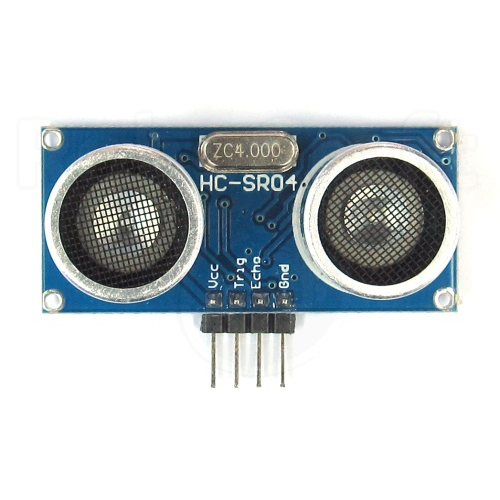 ZC4.000
HC-SR04
Vcc
Trig
Echo
Gnd